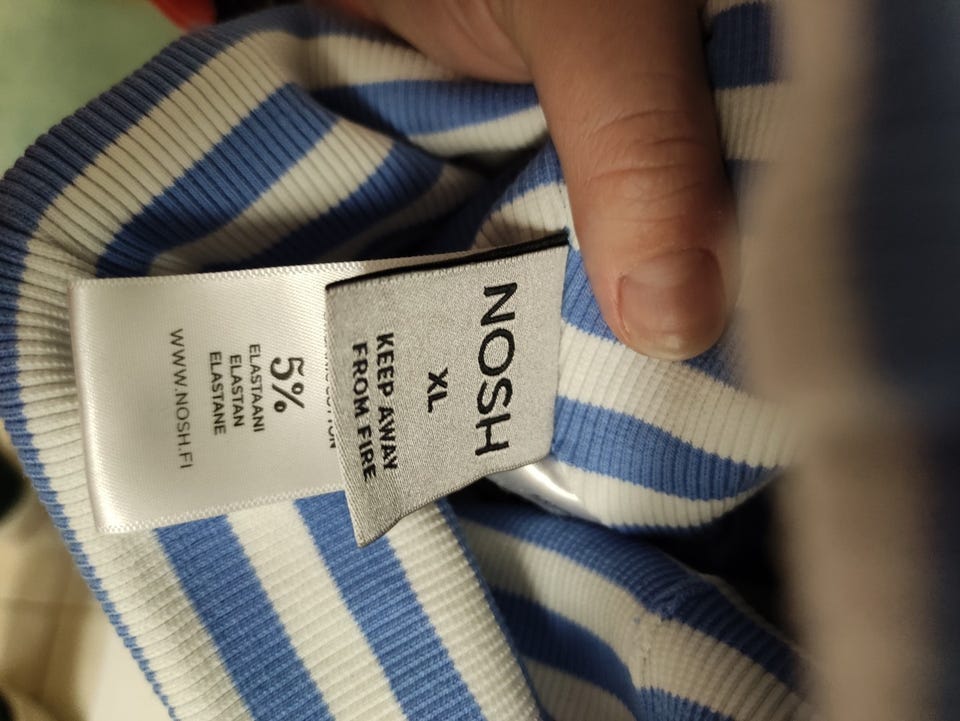 NOSH
XL
KEEP AWAY
FROM FIRE
5%
ELASTAANI
ELASTAN
ELASTANE
WWW.NOSH.FI